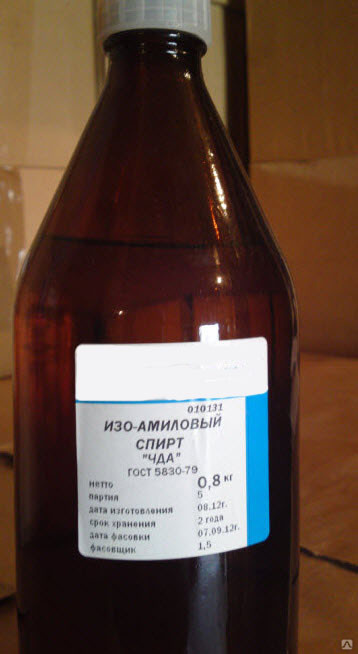 010131
ИЗО-АМИЛОВЫЙ
СПИРТ
"ЧДА"
ГОСТ 5830-79
нетто 0,8 кг
партия 5
дата изготовления 08.12г.
срок хранения 2 года
дата фасовки 07.09.12г.
фасовщик 1,5